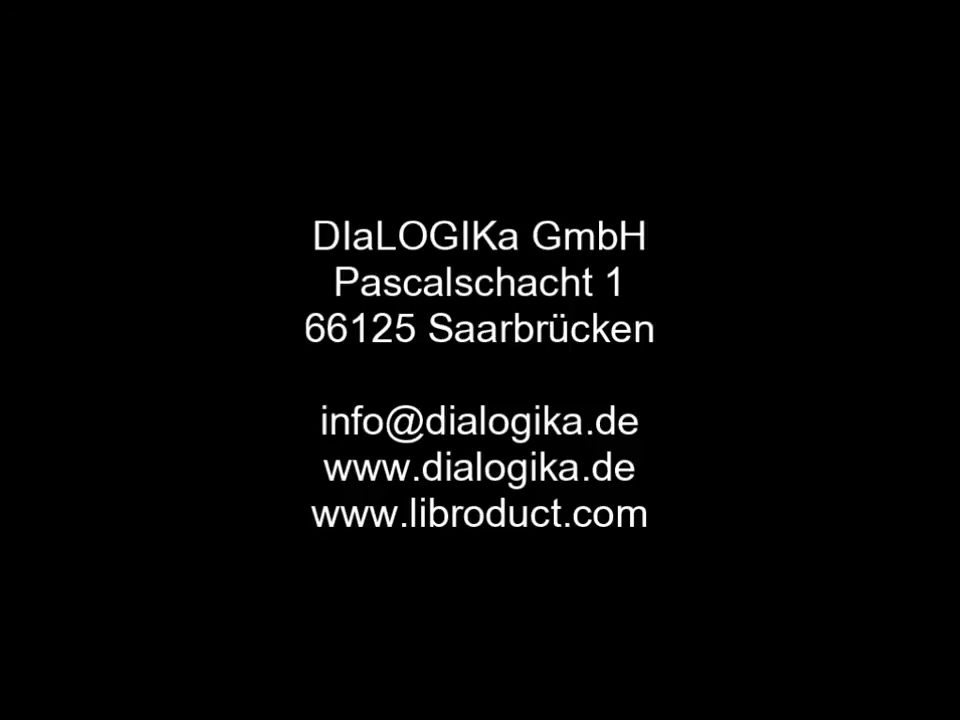 DIaLOGIKa GmbH
Pascalschacht 1
66125 Saarbrücken
info@dialogika.de
www.dialogika.de
www.libroduct.com